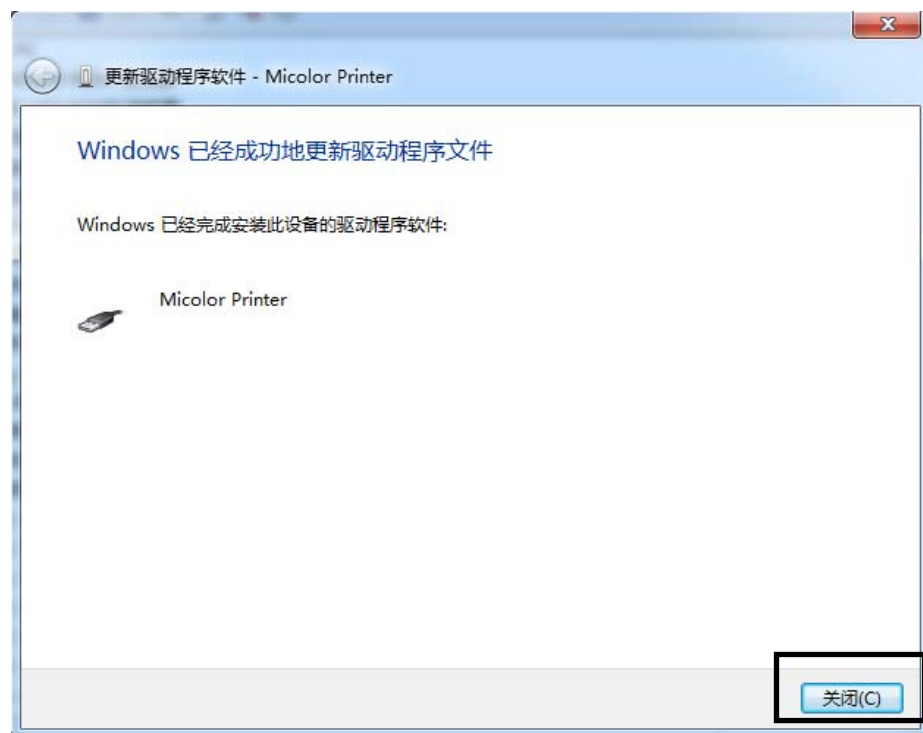 更新驱动程序软件 - Micolor Printer
Windows 已经成功地更新驱动程序文件
Windows 已经完成安装此设备的驱动程序软件:
Micolor Printer
关闭(C)